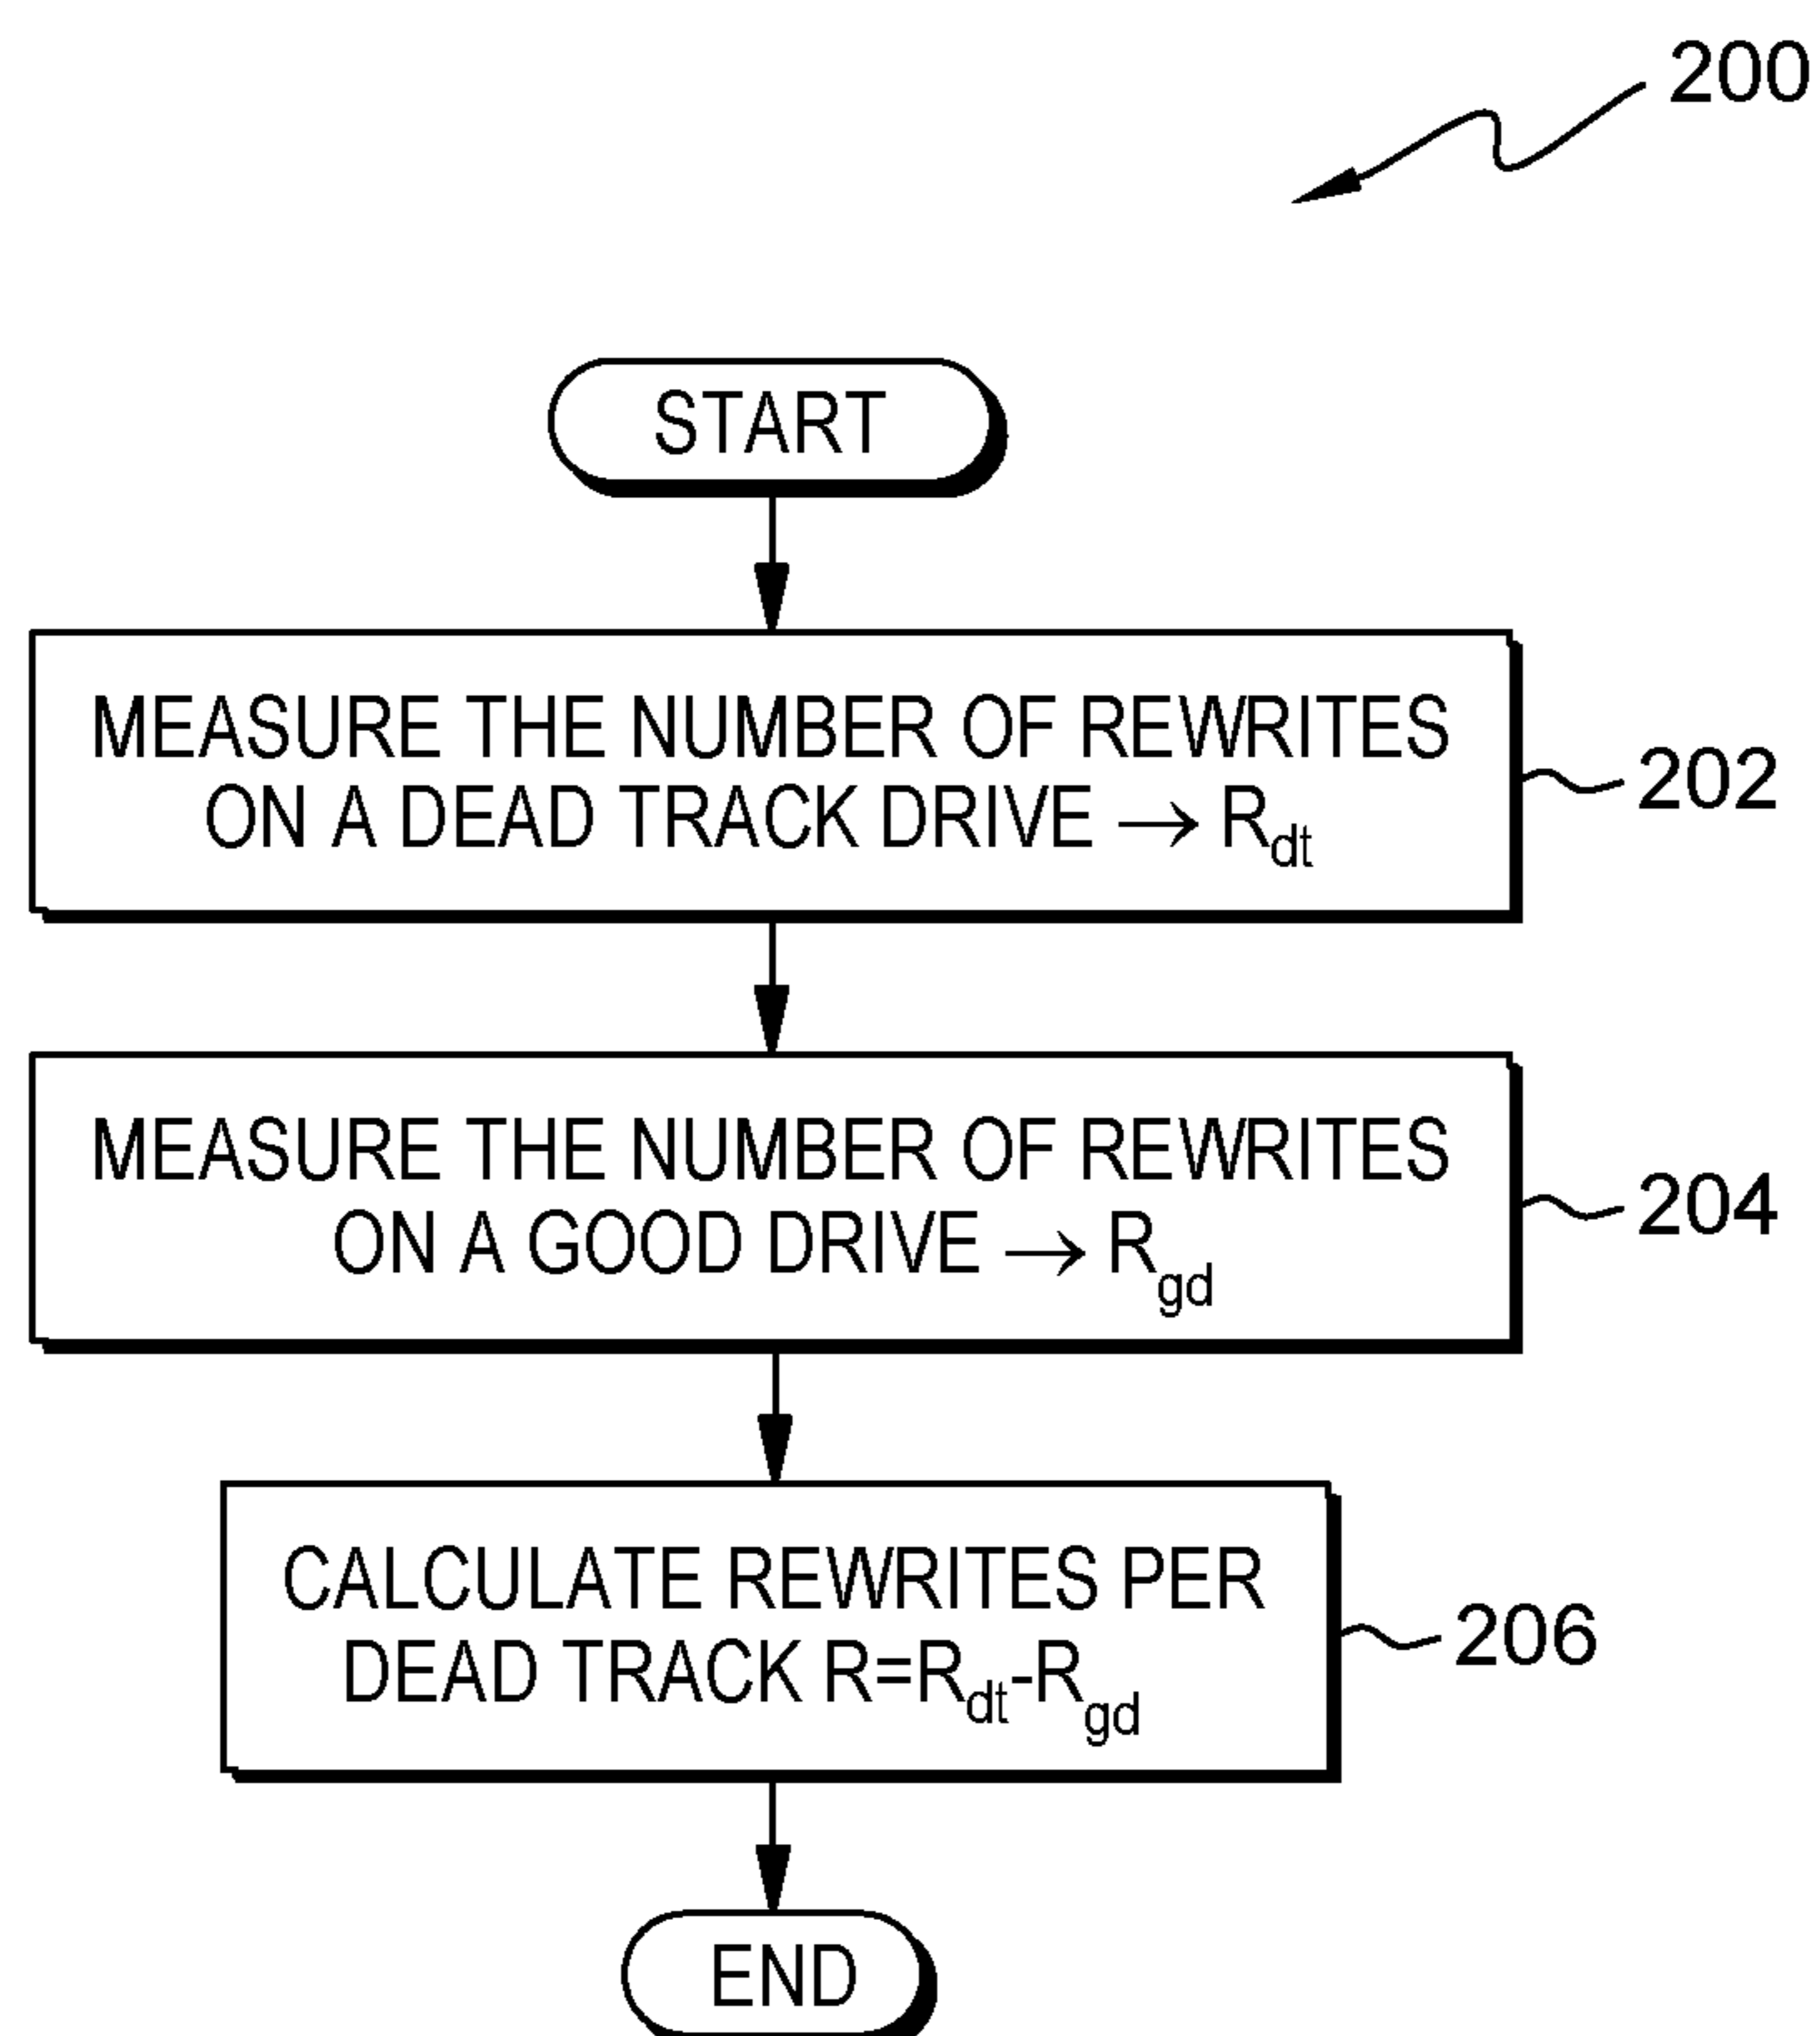 200
START
MEASURE THE NUMBER OF REWRITES
ON A DEAD TRACK DRIVE → Rdt
202
MEASURE THE NUMBER OF REWRITES
ON A GOOD DRIVE → Rgd
204
CALCULATE REWRITES PER
DEAD TRACK R=Rdt-Rgd
206
END